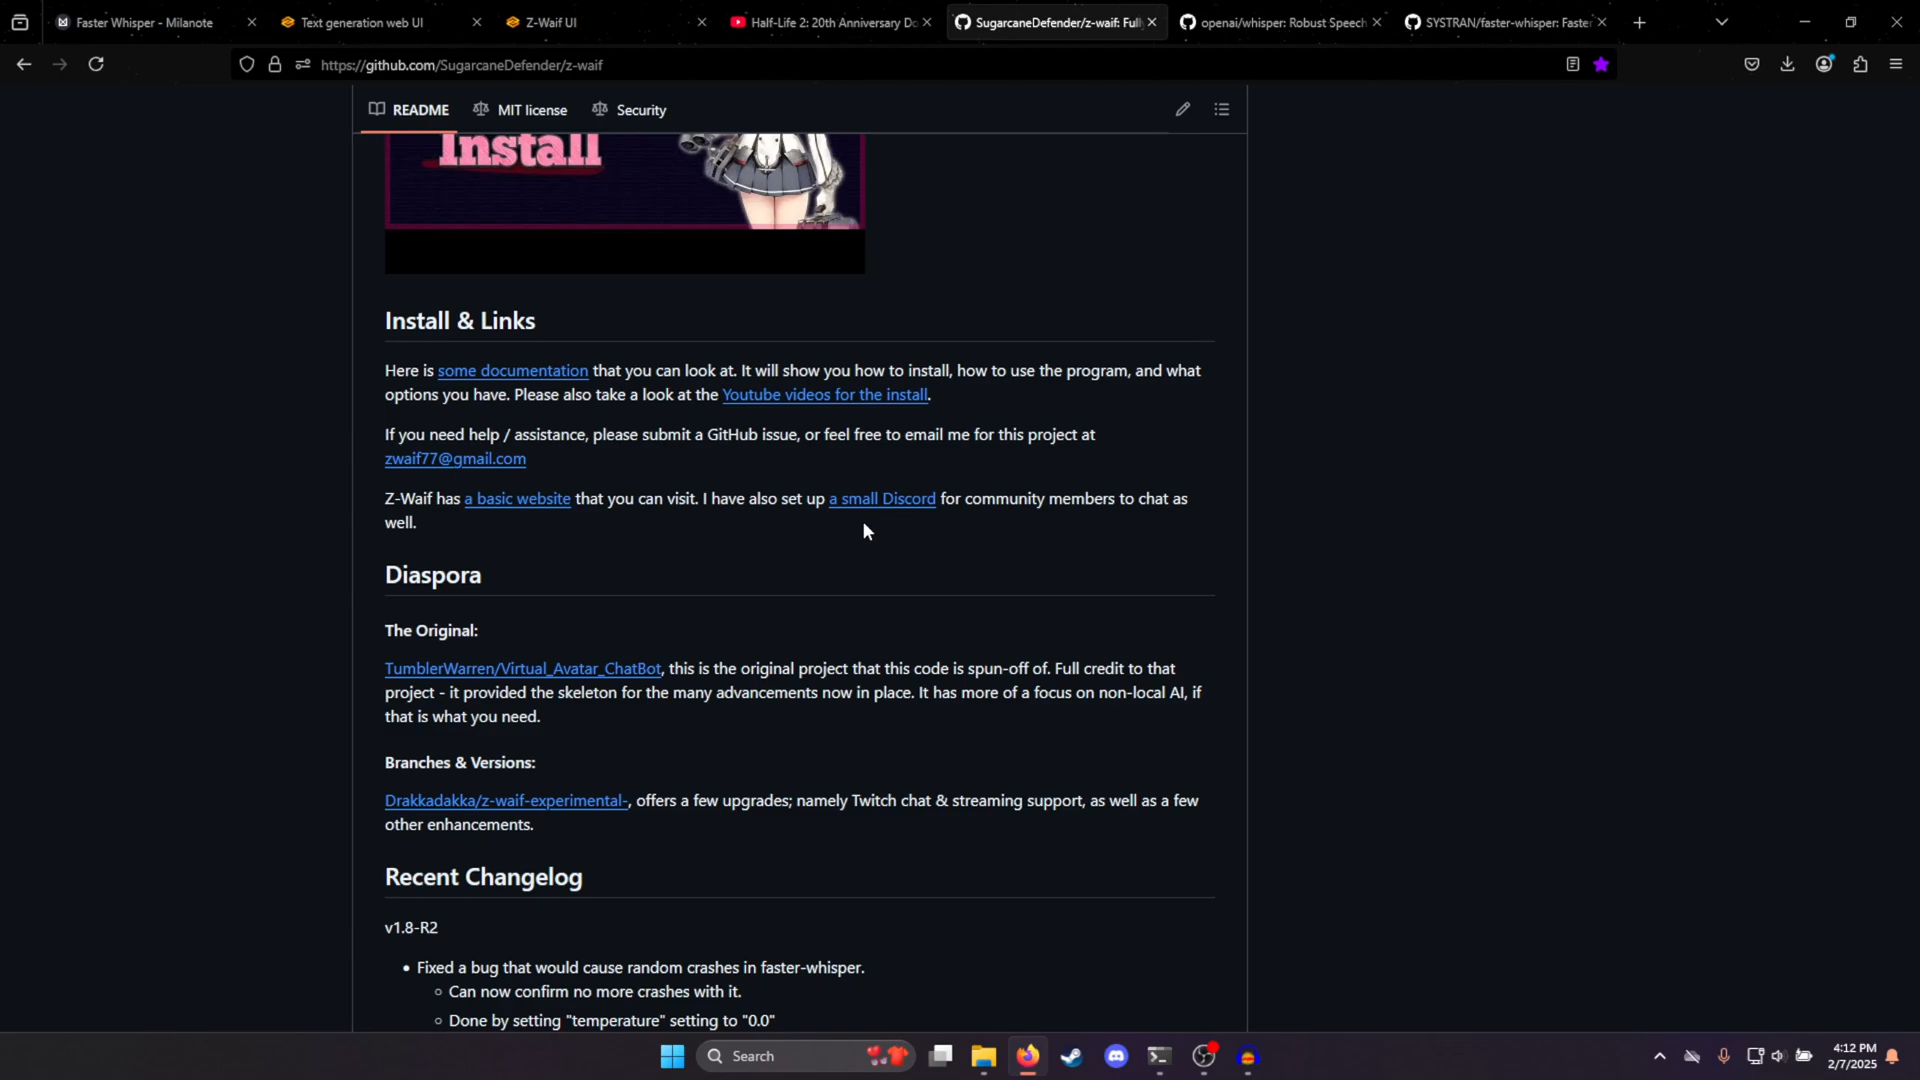 Faster Whisper - Milanote
Text generation web UI
Z-Waif UI
Half-Life 2: 20th Anniversary Do
SugarcaneDefender/z-waif: Full
openai/whisper: Robust Speech
SYSTRAN/faster-whisper: Faster
https://github.com/SugarcaneDefender/z-waif
README
MIT license
Security
Install
Install & Links
Here is some documentation that you can look at. It will show you how to install, how to use the program, and what
options you have. Please also take a look at the Youtube videos for the install.
If you need help / assistance, please submit a GitHub issue, or feel free to email me for this project at
zwaif77@gmail.com
Z-Waif has a basic website that you can visit. I have also set up a small Discord for community members to chat as
well.
Diaspora
The Original:
TumblerWarren/Virtual_Avatar_ChatBot, this is the original project that this code is spun-off of. Full credit to that
project - it provided the skeleton for the many advancements now in place. It has more of a focus on non-local AI, if
that is what you need.
Branches & Versions:
Drakkadakka/z-waif-experimental-, offers a few upgrades; namely Twitch chat & streaming support, as well as a few
other enhancements.
Recent Changelog
v1.8-R2
• Fixed a bug that would cause random crashes in faster-whisper.
◦ Can now confirm no more crashes with it.
◦ Done by setting "temperature" setting to "0.0"
Search
4:12 PM
2/7/2025